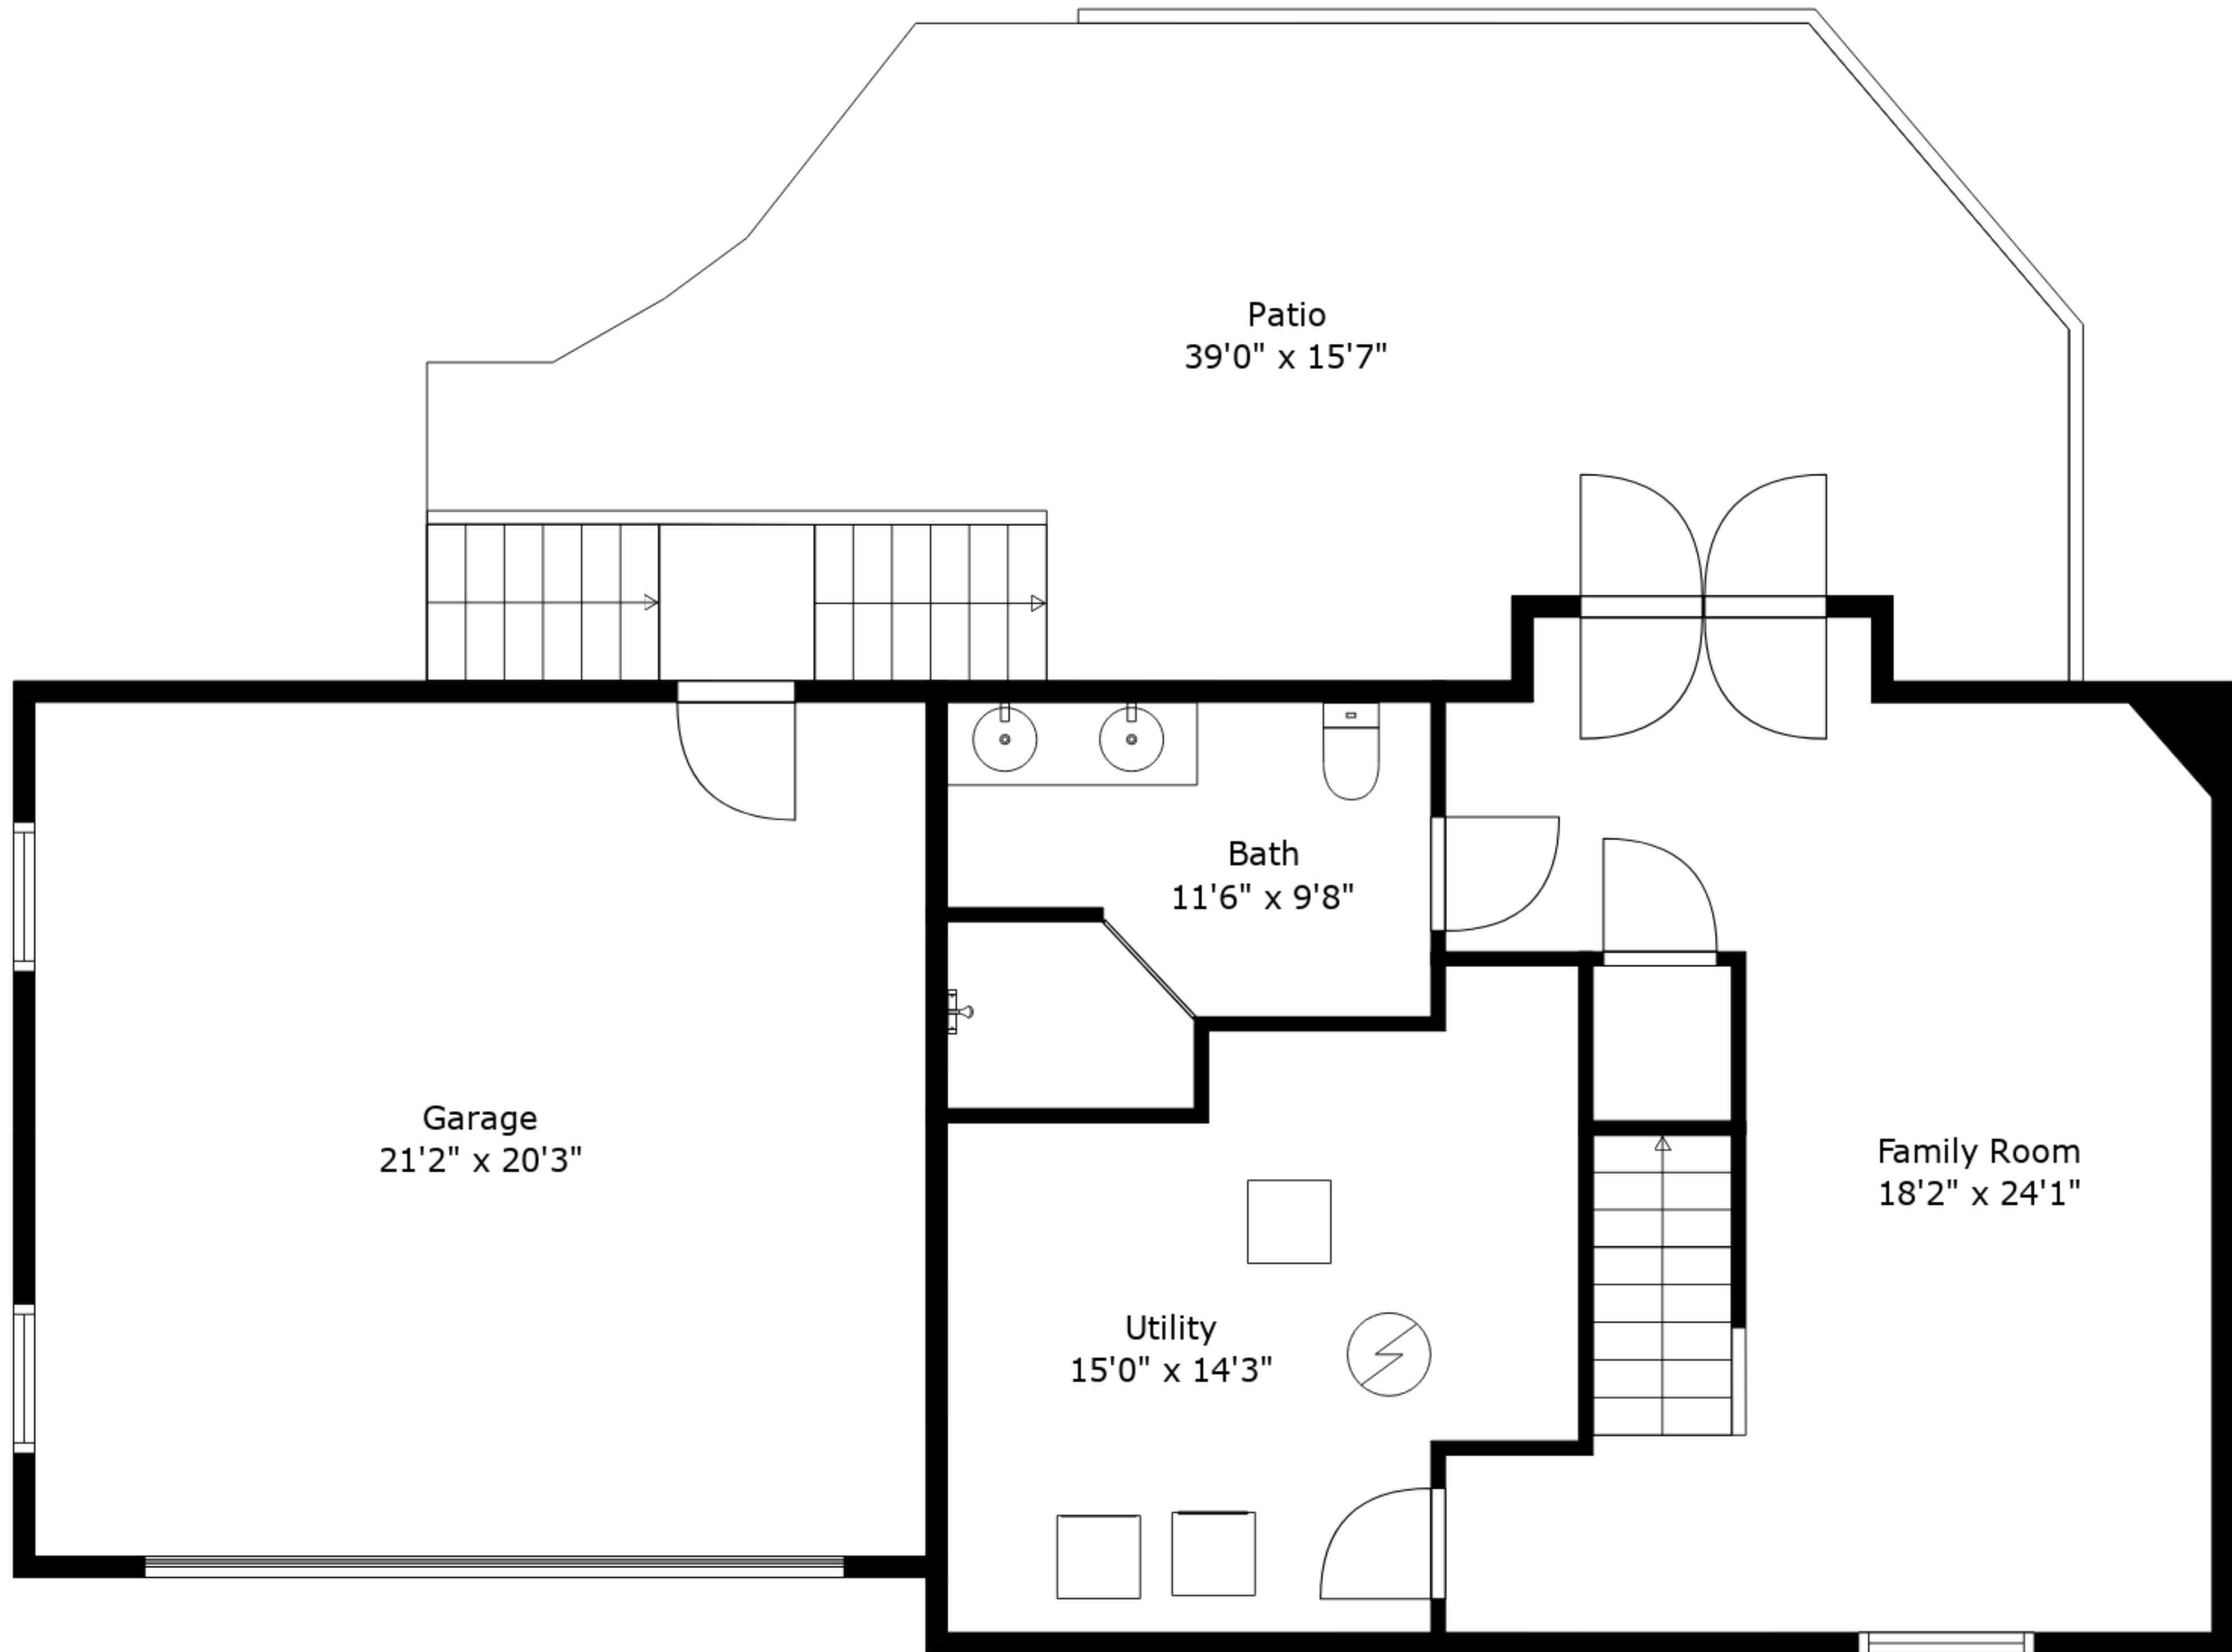 Patio
39'0" x 15'7"
Bath
11'6" x 9'8"
Garage
21'2" x 20'3"
Family Room
18'2" x 24'1"
Utility
15'0" x 14'3"